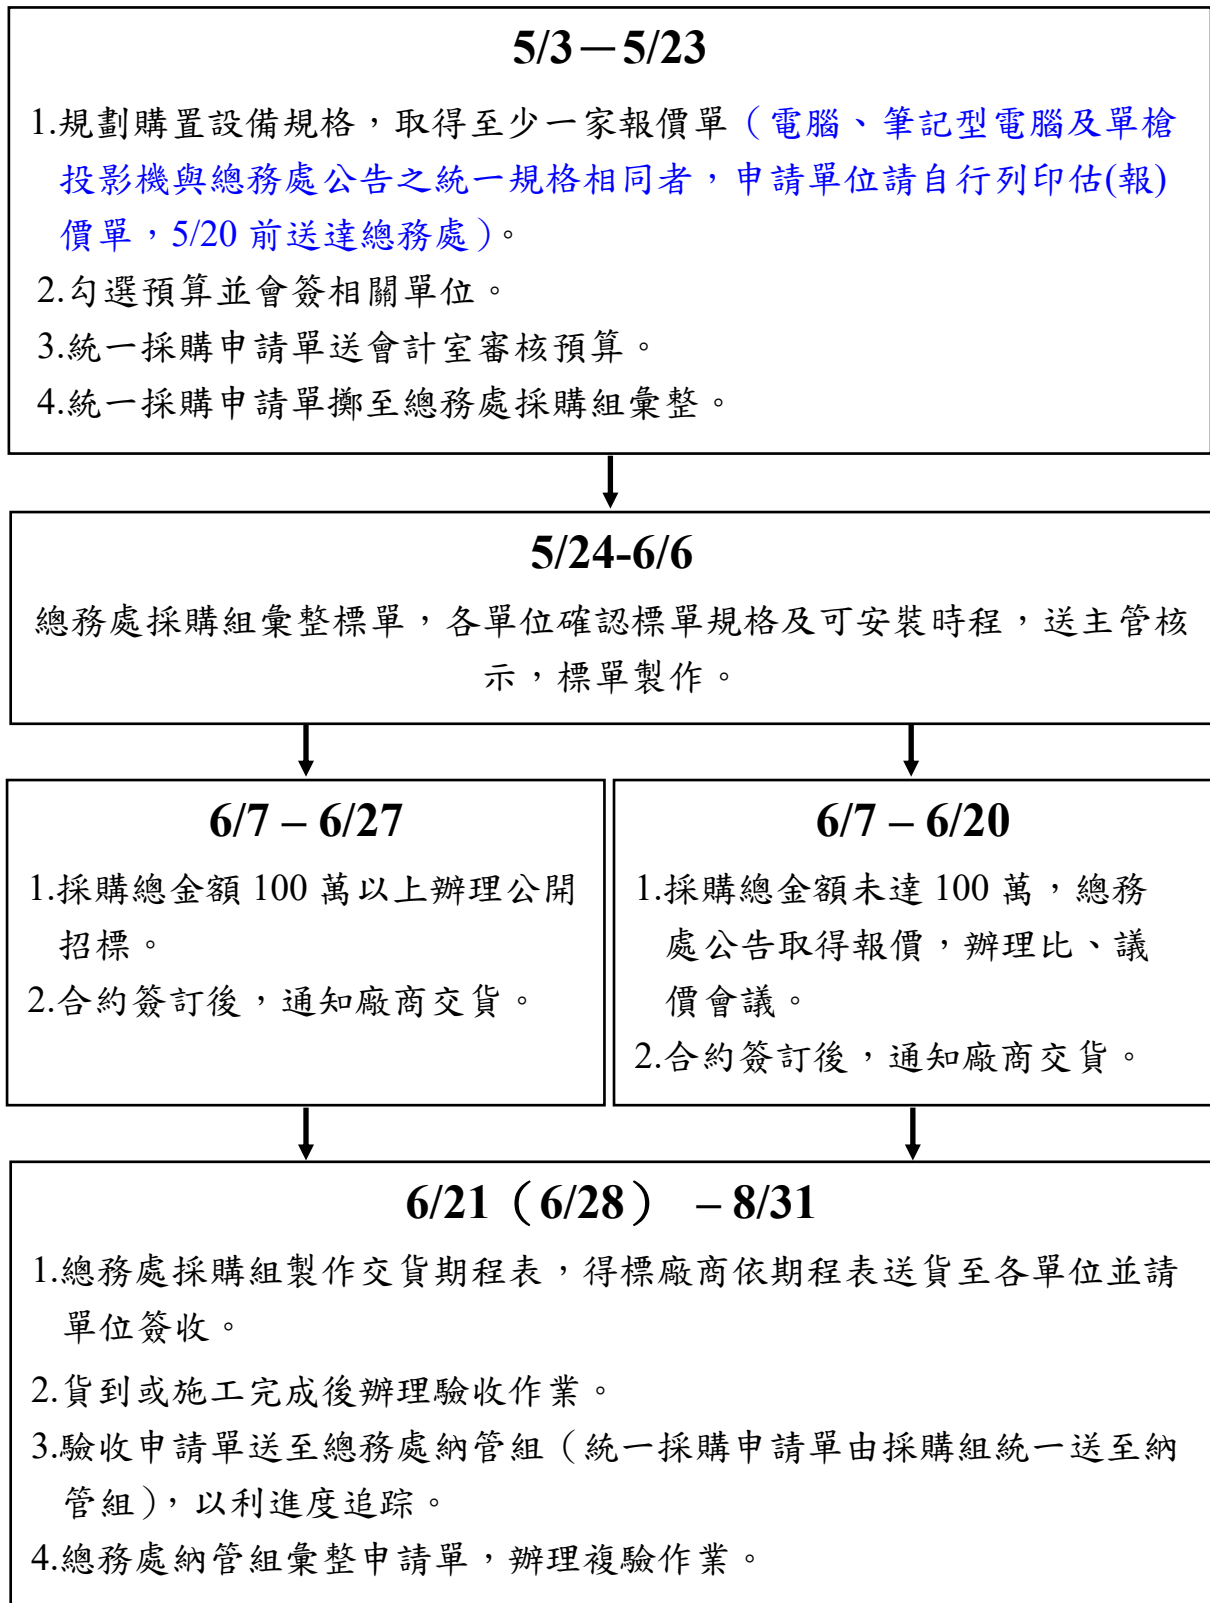 5/3－5/23
1.規劃購置設備規格，取得至少一家報價單（電腦、筆記型電腦及單槍
投影機與總務處公告之統一規格相同者，申請單位請自行列印估(報)
價單，5/20 前送達總務處）。
2.勾選預算並會簽相關單位。
3.統一採購申請單送會計室審核預算。
4.統一採購申請單擲至總務處採購組彙整。
5/24-6/6
總務處採購組彙整標單，各單位確認標單規格及可安裝時程，送主管核
示，標單製作。
6/7 – 6/27
1.採購總金額 100 萬以上辦理公開
招標。
2.合約簽訂後，通知廠商交貨。
6/7 – 6/20
1.採購總金額未達 100 萬，總務
處公告取得報價，辦理比、議
價會議。
2.合約簽訂後，通知廠商交貨。
6/21（6/28） – 8/31
1.總務處採購組製作交貨期程表，得標廠商依期程表送貨至各單位並請
單位簽收。
2.貨到或施工完成後辦理驗收作業。
3.驗收申請單送至總務處納管組（統一採購申請單由採購組統一送至納
管組），以利進度追踪。
4.總務處納管組彙整申請單，辦理複驗作業。